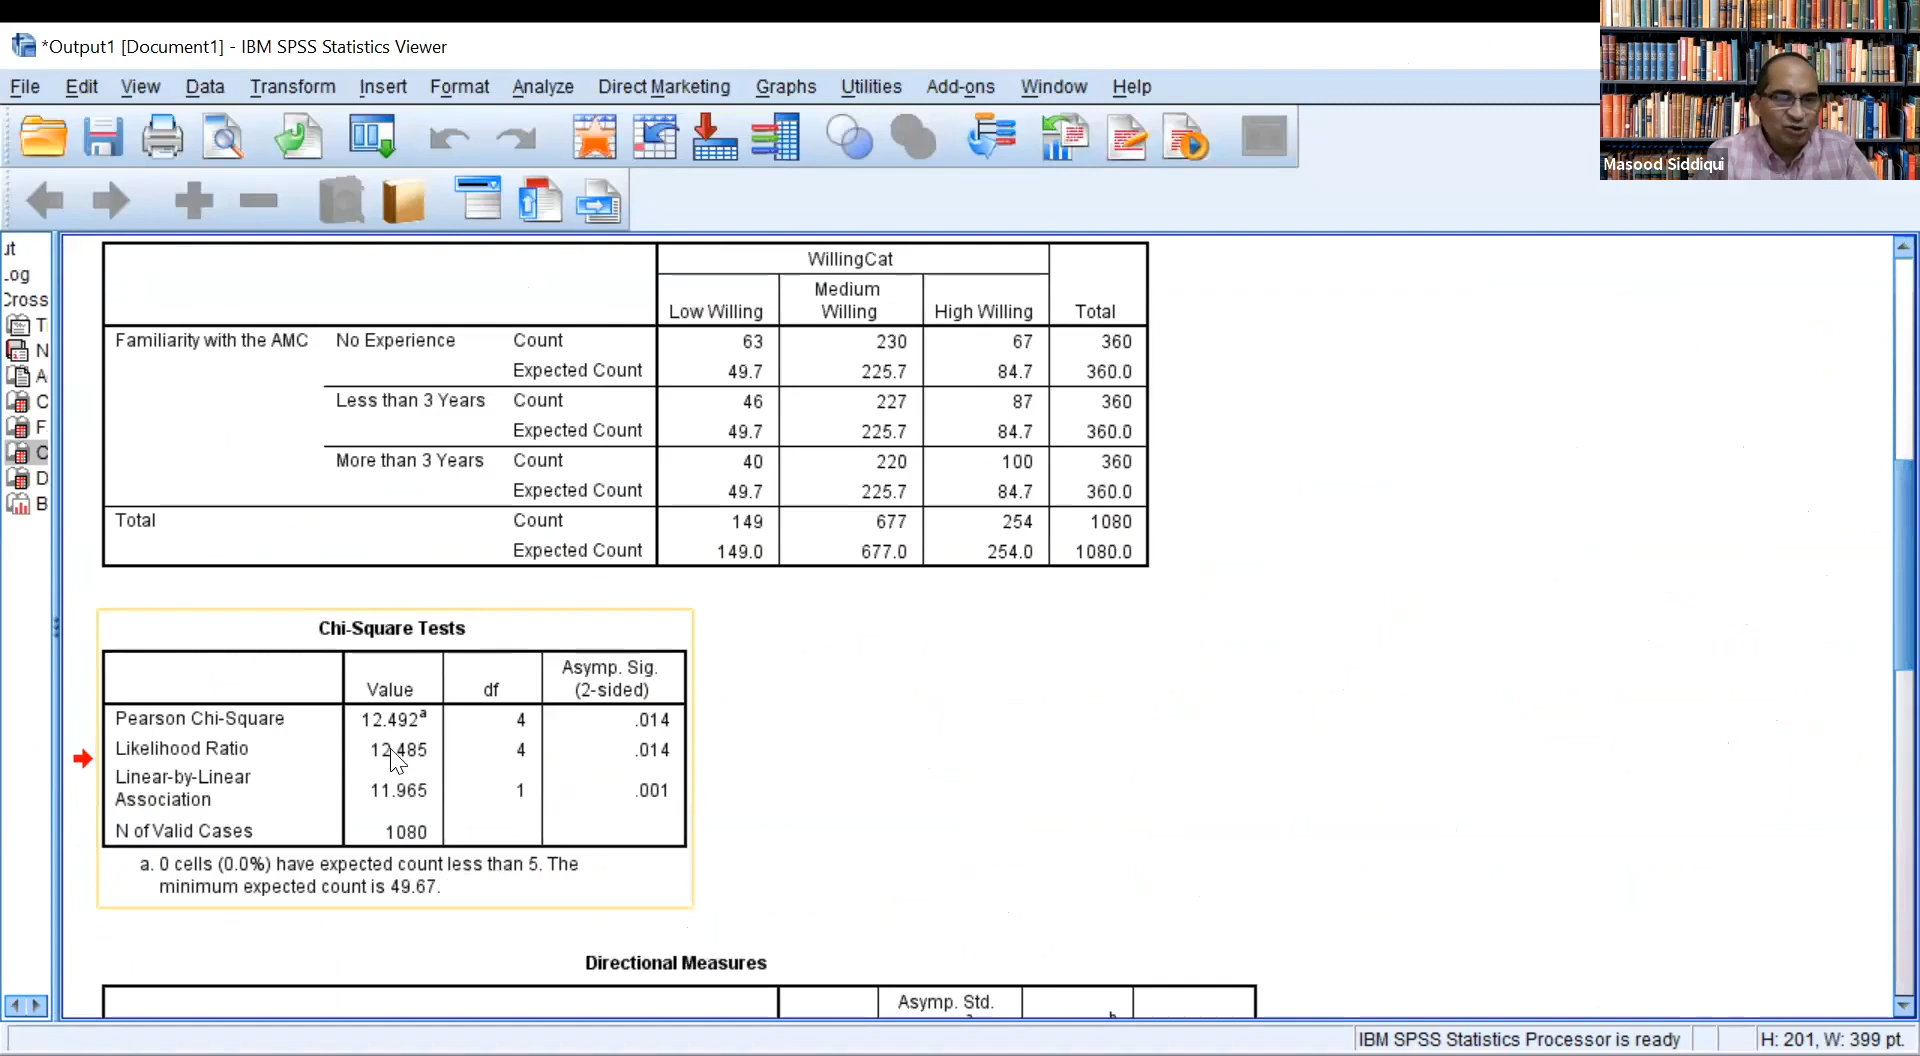 *Output1 [Document1] - IBM SPSS Statistics Viewer
File Edit View Data Transform Insert Format Analyze Direct Marketing Graphs Utilities Add-ons Window Help
Masood Siddiqui
ut
Log
Cross
T
N
A
C
F
C
D
B
WillingCat
Low Willing Medium Willing High Willing Total
Familiarity with the AMC No Experience Count 63 230 67 360
Expected Count 49.7 225.7 84.7 360.0
Less than 3 Years Count 46 227 87 360
Expected Count 49.7 225.7 84.7 360.0
More than 3 Years Count 40 220 100 360
Expected Count 49.7 225.7 84.7 360.0
Total Count 149 677 254 1080
Expected Count 149.0 677.0 254.0 1080.0
Chi-Square Tests
Value df Asymp. Sig. (2-sided)
Pearson Chi-Square 12.492a 4 .014
Likelihood Ratio 12.485 4 .014
Linear-by-Linear Association 11.965 1 .001
N of Valid Cases 1080
a. 0 cells (0.0%) have expected count less than 5. The
minimum expected count is 49.67.
Directional Measures
Asymp. Std.
IBM SPSS Statistics Processor is ready H: 201, W: 399 pt.